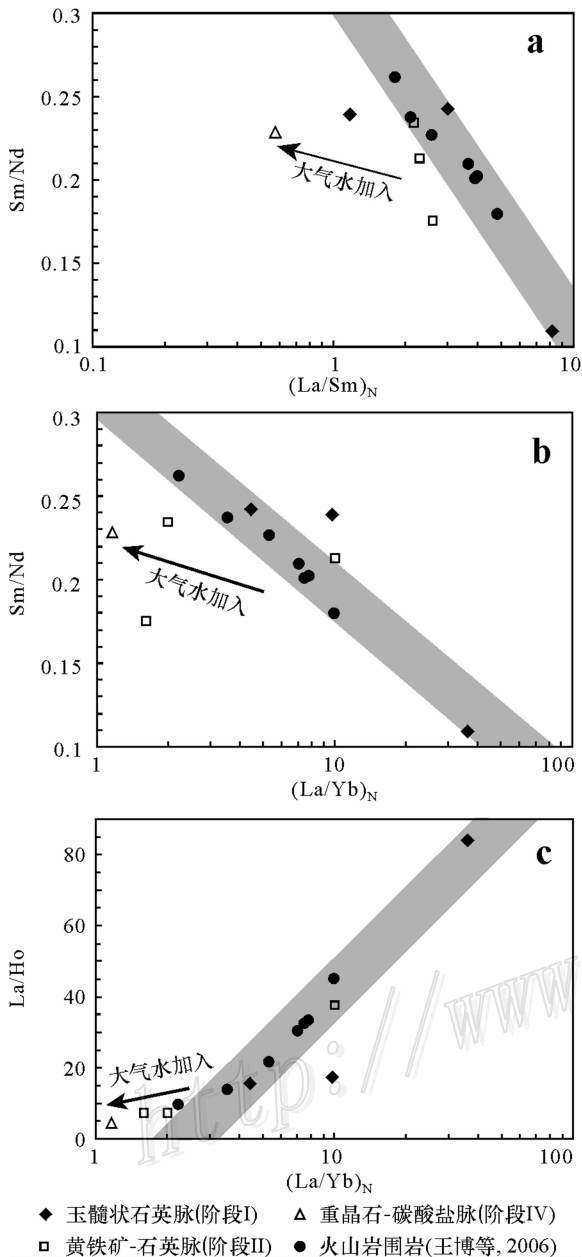 a
0.3
0.25
0.2
0.15
0.1
Sm/Nd
大气水加入
0.1 1 10
(La/Sm)N
b
0.3
0.25
0.2
0.15
0.1
Sm/Nd
大气水加入
1 10 100
(La/Yb)N
c
80
60
40
20
0
La/Ho
大气水加入
1 10 100
(La/Yb)N
http://www
玉髓状石英脉(阶段I) 重晶石-碳酸盐脉(阶段IV)
黄铁矿-石英脉(阶段II) 火山岩围岩(王博等, 2006)